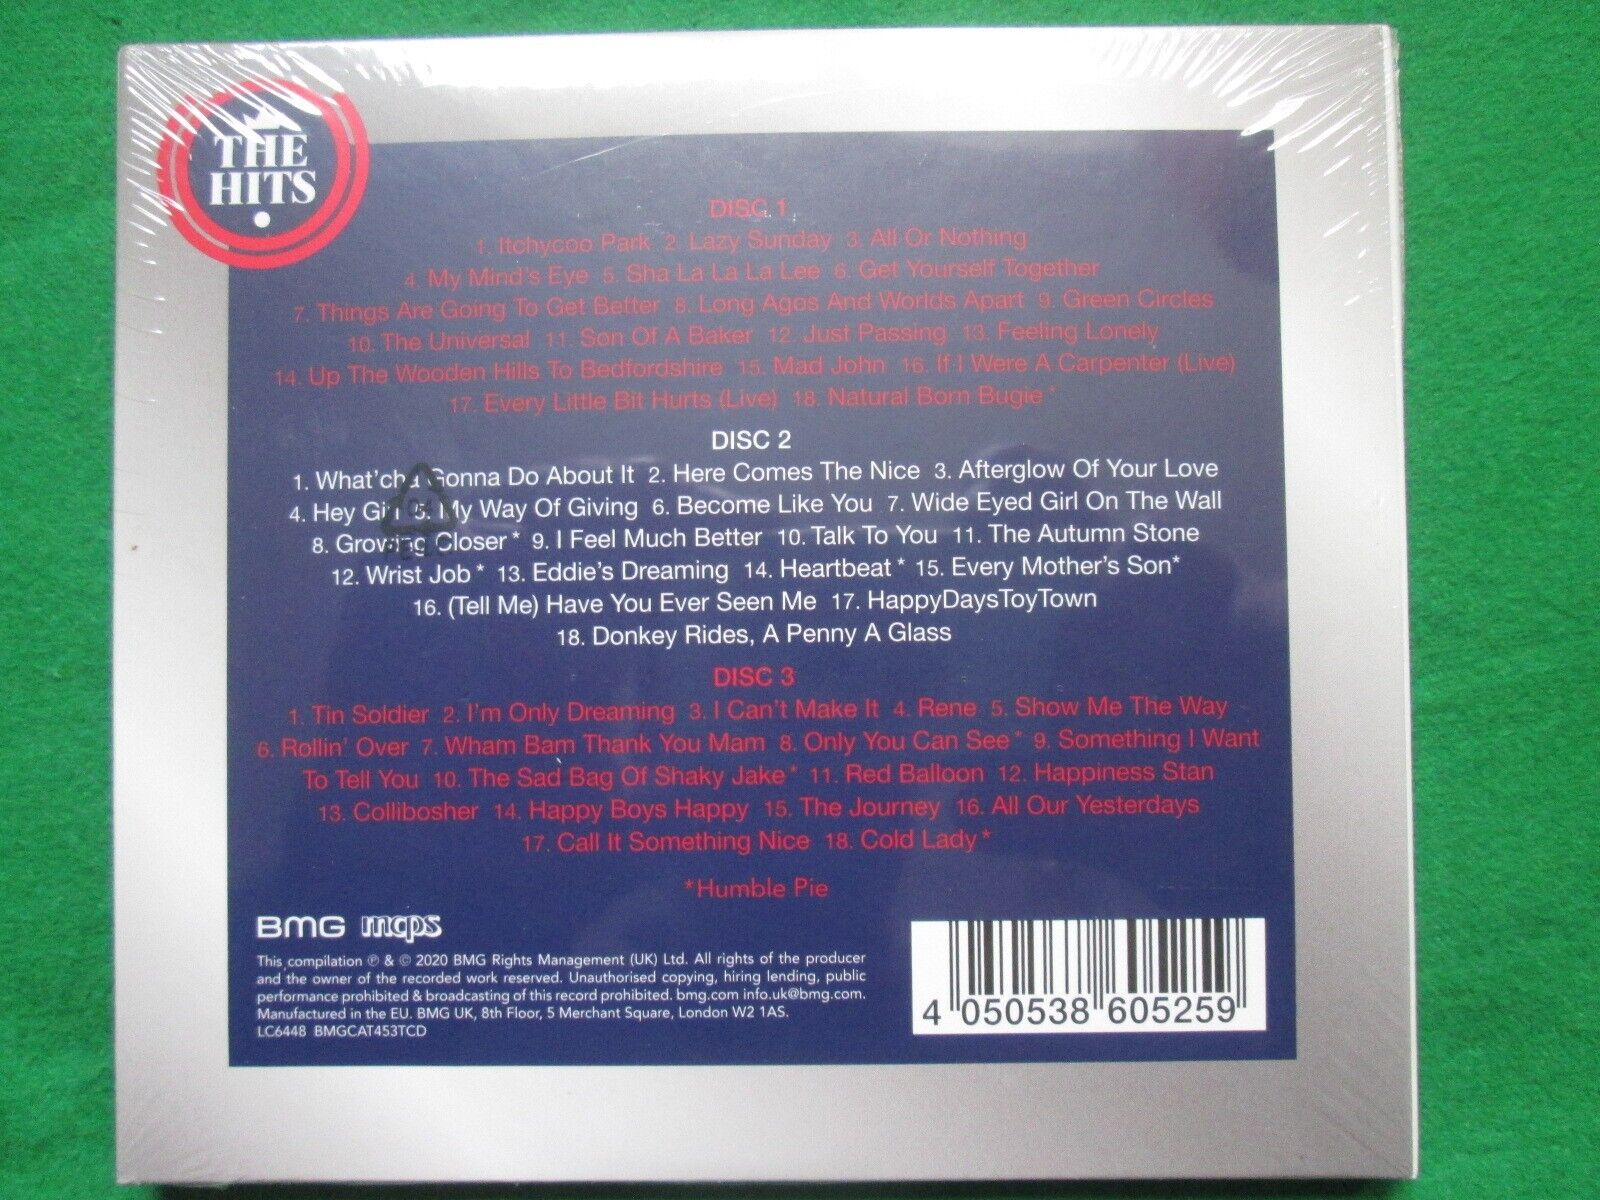 THE
HITS
DISC 1
1. Itchycoo Park 2. Lazy Sunday 3. All Or Nothing
4. My Mind's Eye 5. Sha La La La Lee 6. Get Yourself Together
7. Things Are Going To Get Better 8. Long Agos And Worlds Apart 9. Green Circles
10. The Universal 11. Son Of A Baker 12. Just Passing 13. Feeling Lonely
14. Up The Wooden Hills To Bedfordshire 15. Mad John 16. If I Were A Carpenter (Live)
17. Every Little Bit Hurts (Live) 18. Natural Born Bugie *
DISC 2
1. What'cha Gonna Do About It 2. Here Comes The Nice 3. Afterglow Of Your Love
4. Hey Girl 5. My Way Of Giving 6. Become Like You 7. Wide Eyed Girl On The Wall
8. Growing Closer * 9. I Feel Much Better 10. Talk To You 11. The Autumn Stone
12. Wrist Job * 13. Eddie's Dreaming 14. Heartbeat * 15. Every Mother's Son*
16. (Tell Me) Have You Ever Seen Me 17. HappyDaysToyTown
18. Donkey Rides, A Penny A Glass
DISC 3
1. Tin Soldier 2. I'm Only Dreaming 3. I Can't Make It 4. Rene 5. Show Me The Way
6. Rollin' Over 7. Wham Bam Thank You Mam 8. Only You Can See * 9. Something I Want
To Tell You 10. The Sad Bag Of Shaky Jake * 11. Red Balloon 12. Happiness Stan
13. Collibosher 14. Happy Boys Happy 15. The Journey 16. All Our Yesterdays
17. Call It Something Nice 18. Cold Lady *
*Humble Pie
BMG mcps
This compilation ℗ & © 2020 BMG Rights Management (UK) Ltd. All rights of the producer
and the owner of the recorded work reserved. Unauthorised copying, hiring lending, public
performance prohibited & broadcasting of this record prohibited. bmg.com info.uk@bmg.com.
Manufactured in the EU. BMG UK, 8th Floor, 5 Merchant Square, London W2 1AS.
LC6448 BMGCAT453TCD
4 050538 605259